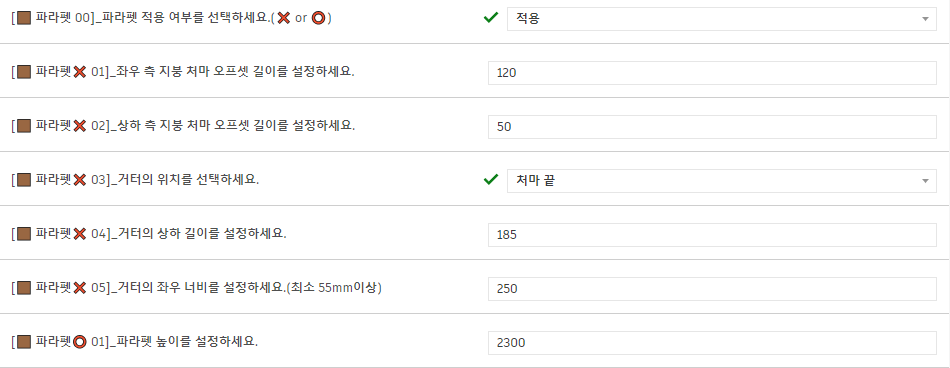 [🟫 파라펫 00]_파라펫 적용 여부를 선택하세요.(❌ or ⭕)
적용
[🟫 파라펫❌ 01]_좌우 측 지붕 처마 오프셋 길이를 설정하세요.
120
[🟫 파라펫❌ 02]_상하 측 지붕 처마 오프셋 길이를 설정하세요.
50
[🟫 파라펫❌ 03]_거터의 위치를 선택하세요.
처마 끝
[🟫 파라펫❌ 04]_거터의 상하 길이를 설정하세요.
185
[🟫 파라펫❌ 05]_거터의 좌우 너비를 설정하세요.(최소 55mm이상)
250
[🟫 파라펫⭕ 01]_파라펫 높이를 설정하세요.
2300